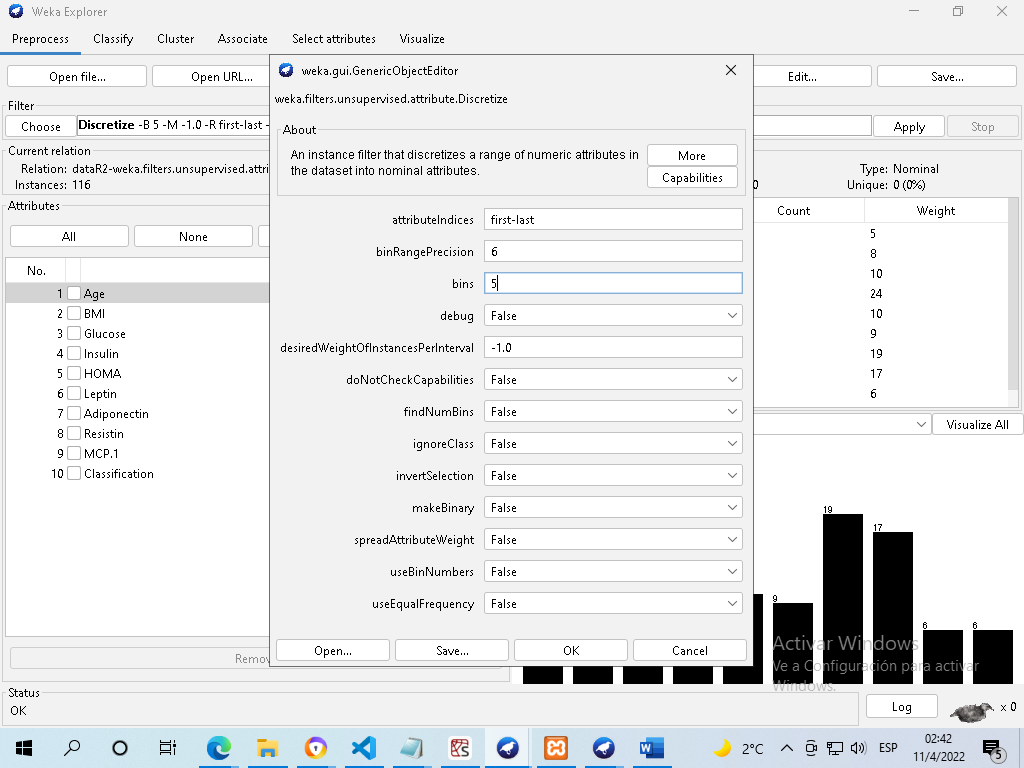 Weka Explorer
Preprocess Classify Cluster Associate Select attributes Visualize
weka.gui.GenericObjectEditor
Open file... Open URL... Edit... Save...
weka.filters.unsupervised.attribute.Discretize
Filter
Choose Discretize -B 5 -M -1.0 -R first-last - Apply Stop
About
An instance filter that discretizes a range of numeric attributes in
the dataset into nominal attributes.
More
Capabilities
Current relation
Relation: dataR2-weka.filters.unsupervised.attri
Instances: 116
Type: Nominal
0 Unique: 0 (0%)
Attributes
All None
No.
1 Age
2 BMI
3 Glucose
4 Insulin
5 HOMA
6 Leptin
7 Adiponectin
8 Resistin
9 MCP.1
10 Classification
Remov
attributeIndices first-last
binRangePrecision 6
bins 5
debug False
desiredWeightOfInstancesPerInterval -1.0
doNotCheckCapabilities False
findNumBins False
ignoreClass False
invertSelection False
makeBinary False
spreadAttributeWeight False
useBinNumbers False
useEqualFrequency False
Open... Save... OK Cancel
Count Weight
5
8
10
24
10
9
19
17
6
Visualize All
9 19 17 6 6
Activar Windows
Ve a Configuración para activar
Windows.
Status
OK
Log x 0
2°C ESP 02:42
11/4/2022 5